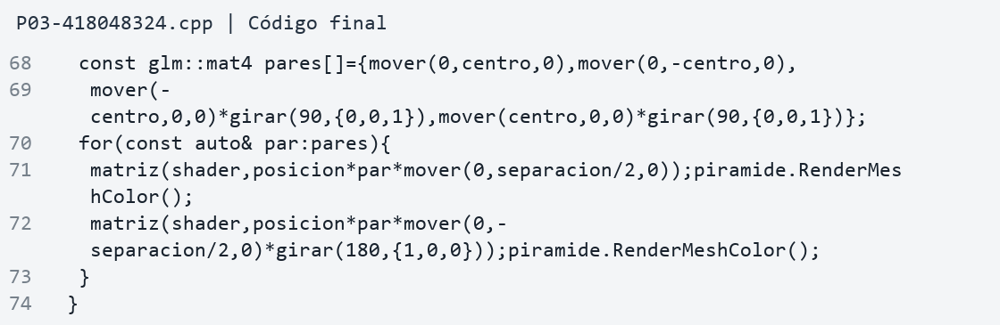 P03-418048324.cpp | Código final
68 const glm::mat4 pares[]={mover(0,centro,0),mover(0,-centro,0),
69 mover(-
centro,0,0)*girar(90,{0,0,1}),mover(centro,0,0)*girar(90,{0,0,1})};
70 for(const auto& par:pares){
71 matriz(shader,posicion*par*mover(0,separacion/2,0));piramide.RenderMes
hColor();
72 matriz(shader,posicion*par*mover(0,-
separacion/2,0)*girar(180,{1,0,0}));piramide.RenderMeshColor();
73 }
74 }